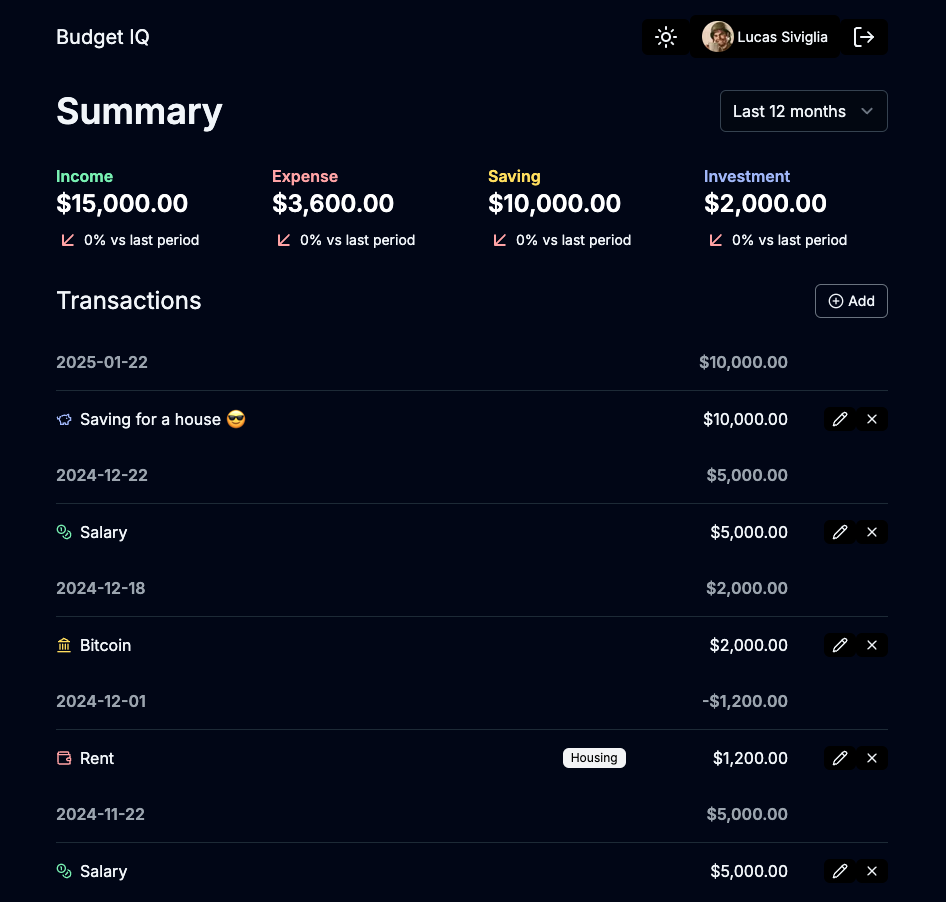 Budget IQ
Lucas Siviglia
Summary
Last 12 months
Income
$15,000.00
0% vs last period
Expense
$3,600.00
0% vs last period
Saving
$10,000.00
0% vs last period
Investment
$2,000.00
0% vs last period
Transactions
Add
2025-01-22 $10,000.00
Saving for a house 😎 $10,000.00
2024-12-22 $5,000.00
Salary $5,000.00
2024-12-18 $2,000.00
Bitcoin $2,000.00
2024-12-01 -$1,200.00
Rent Housing $1,200.00
2024-11-22 $5,000.00
Salary $5,000.00